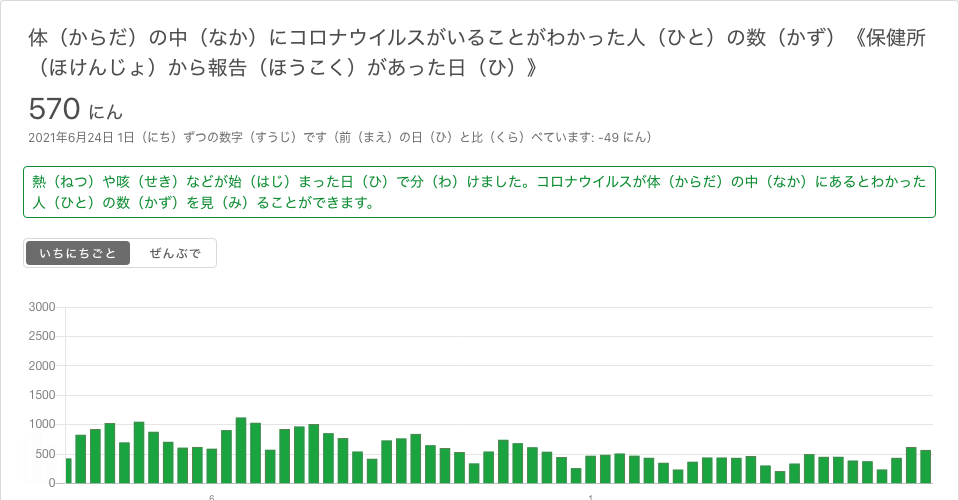 体（からだ）の中（なか）にコロナウイルスがいることがわかった人（ひと）の数（かず）《保健所
（ほけんじょ）から報告（ほうこく）があった日（ひ）》
570 にん
2021年6月24日 1日（にち）ずつの数字（すうじ）です（前（まえ）の日（ひ）と比（くら）べています: -49 にん）
熱（ねつ）や咳（せき）などが始（はじ）まった日（ひ）で分（わ）けました。コロナウイルスが体（からだ）の中（なか）にあるとわかった
人（ひと）の数（かず）を見（み）ることができます。
いちにちごと ぜんぶで
3000
2500
2000
1500
1000
500
0